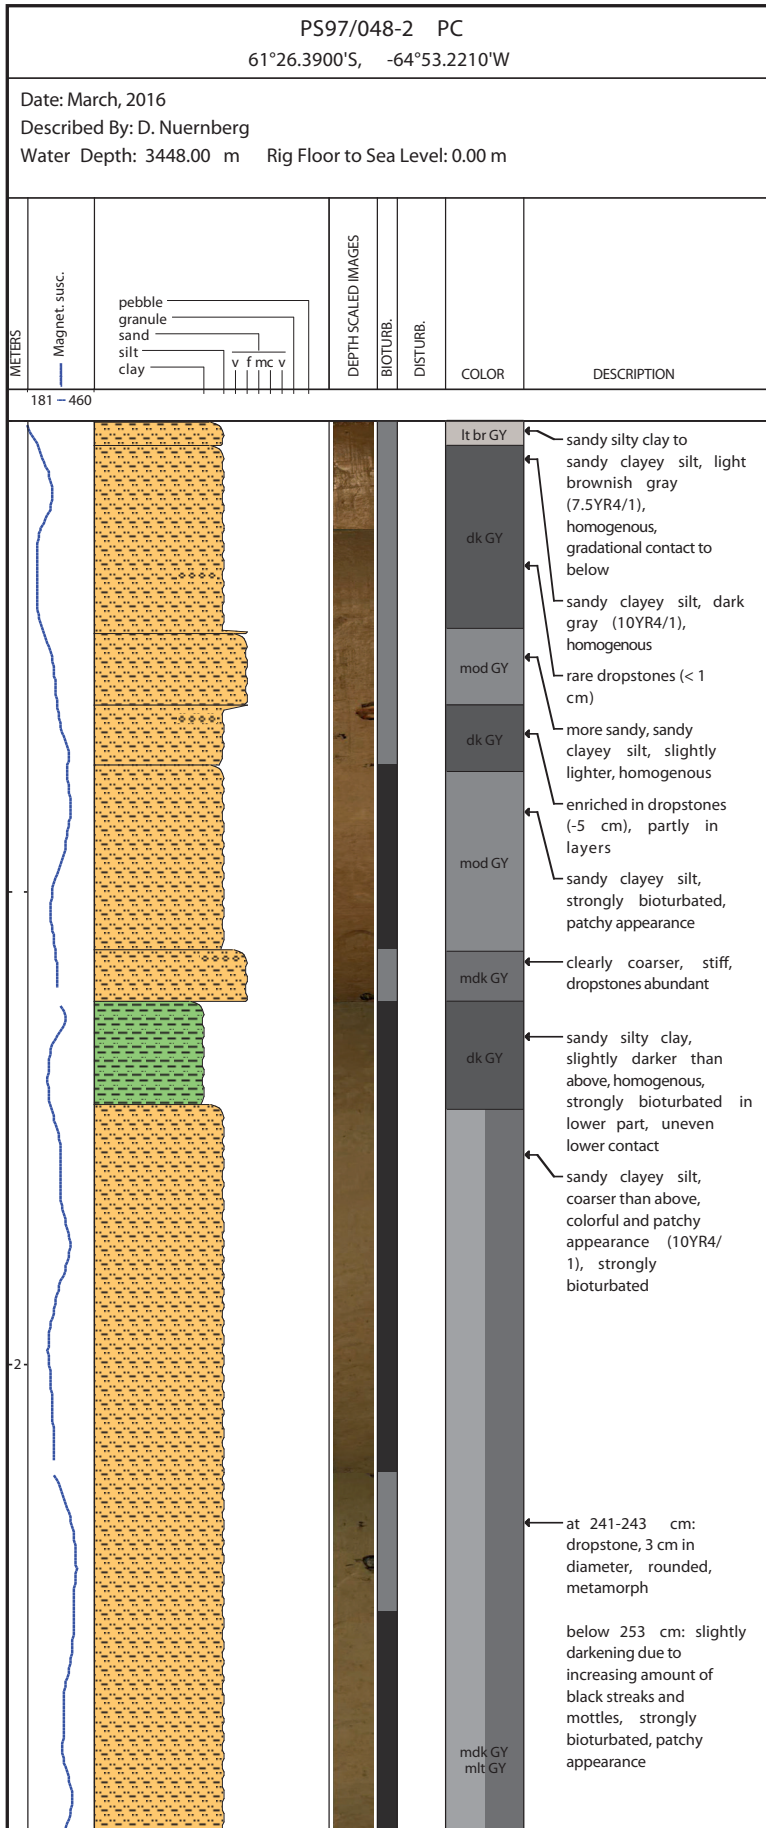 PS97/048-2 PC
61°26.3900'S, -64°53.2210'W
Date: March, 2016
Described By: D. Nuernberg
Water Depth: 3448.00 m Rig Floor to Sea Level: 0.00 m
METERS
Magnet. susc.
pebble
granule
sand
silt
clay
v f m c v
DEPTH SCALED IMAGES
BIOTURB.
DISTURB.
COLOR
DESCRIPTION
181 – 460
lt br GY
dk GY
mod GY
dk GY
mod GY
mdk GY
dk GY
mdk GY
mlt GY
2
sandy silty clay to
sandy clayey silt, light
brownish gray
(7.5YR4/1),
homogenous,
gradational contact to
below
sandy clayey silt, dark
gray (10YR4/1),
homogenous
rare dropstones (< 1
cm)
more sandy, sandy
clayey silt, slightly
lighter, homogenous
enriched in dropstones
(-5 cm), partly in
layers
sandy clayey silt,
strongly bioturbated,
patchy appearance
clearly coarser, stiff,
dropstones abundant
sandy silty clay,
slightly darker than
above, homogenous,
strongly bioturbated in
lower part, uneven
lower contact
sandy clayey silt,
coarser than above,
colorful and patchy
appearance (10YR4/
1), strongly
bioturbated
at 241-243 cm:
dropstone, 3 cm in
diameter, rounded,
metamorph
below 253 cm: slightly
darkening due to
increasing amount of
black streaks and
mottles, strongly
bioturbated, patchy
appearance